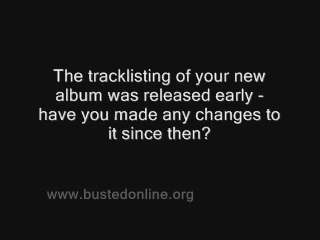 The tracklisting of your new
album was released early -
have you made any changes to
it since then?
www.bustedonline.org